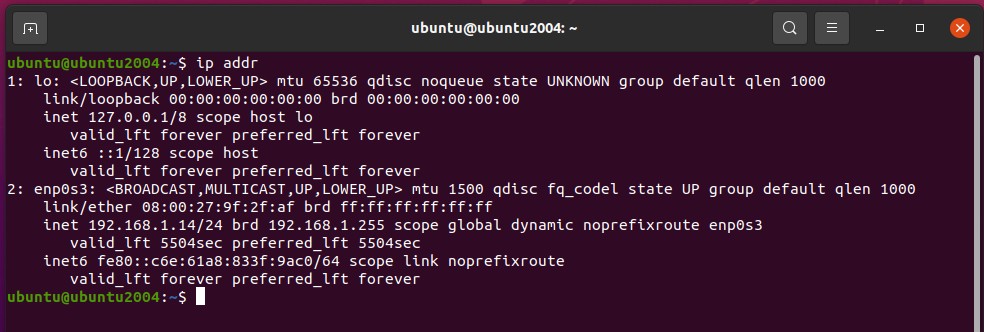 ubuntu@ubuntu2004: ~
ubuntu@ubuntu2004:~$ ip addr
1: lo: <LOOPBACK,UP,LOWER_UP> mtu 65536 qdisc noqueue state UNKNOWN group default qlen 1000
    link/loopback 00:00:00:00:00:00 brd 00:00:00:00:00:00
    inet 127.0.0.1/8 scope host lo
       valid_lft forever preferred_lft forever
    inet6 ::1/128 scope host
       valid_lft forever preferred_lft forever
2: enp0s3: <BROADCAST,MULTICAST,UP,LOWER_UP> mtu 1500 qdisc fq_codel state UP group default qlen 1000
    link/ether 08:00:27:9f:2f:af brd ff:ff:ff:ff:ff:ff
    inet 192.168.1.14/24 brd 192.168.1.255 scope global dynamic noprefixroute enp0s3
       valid_lft 5504sec preferred_lft 5504sec
    inet6 fe80::c6e:61a8:833f:9ac0/64 scope link noprefixroute
       valid_lft forever preferred_lft forever
ubuntu@ubuntu2004:~$